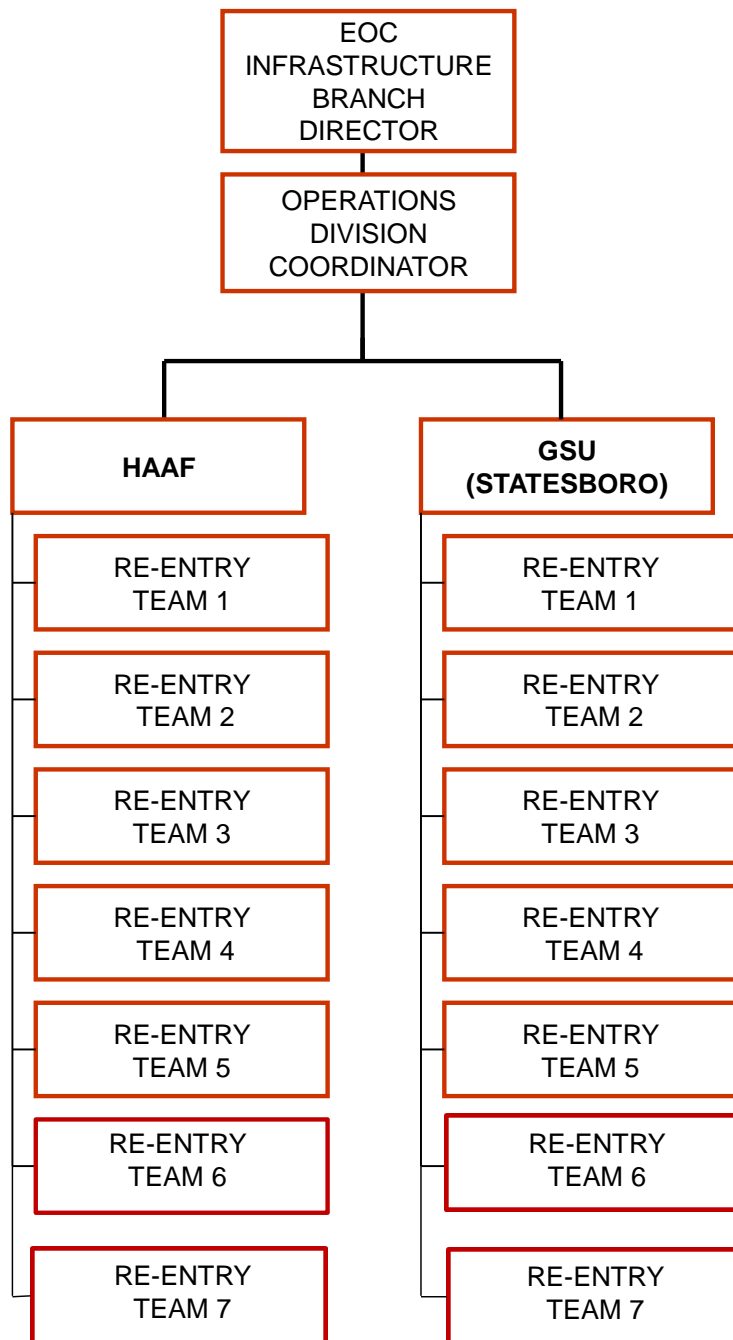 EOC
INFRASTRUCTURE
BRANCH
DIRECTOR
OPERATIONS
DIVISION
COORDINATOR
HAAF
RE-ENTRY
TEAM 1
RE-ENTRY
TEAM 2
RE-ENTRY
TEAM 3
RE-ENTRY
TEAM 4
RE-ENTRY
TEAM 5
RE-ENTRY
TEAM 6
RE-ENTRY
TEAM 7
GSU
(STATESBORO)
RE-ENTRY
TEAM 1
RE-ENTRY
TEAM 2
RE-ENTRY
TEAM 3
RE-ENTRY
TEAM 4
RE-ENTRY
TEAM 5
RE-ENTRY
TEAM 6
RE-ENTRY
TEAM 7